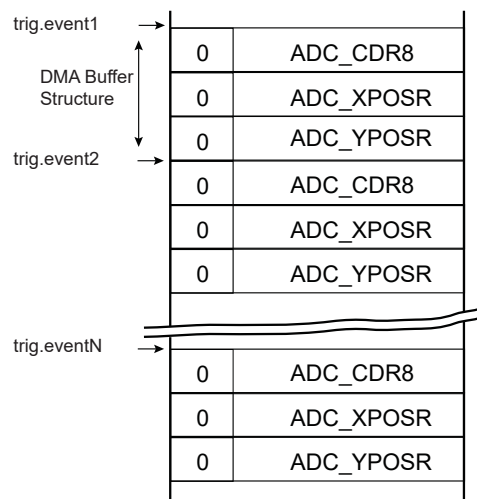 trig.event1
0 ADC_CDR8
DMA Buffer
Structure
0 ADC_XPOSR
0 ADC_YPOSR
trig.event2
0 ADC_CDR8
0 ADC_XPOSR
0 ADC_YPOSR
trig.eventN
0 ADC_CDR8
0 ADC_XPOSR
0 ADC_YPOSR